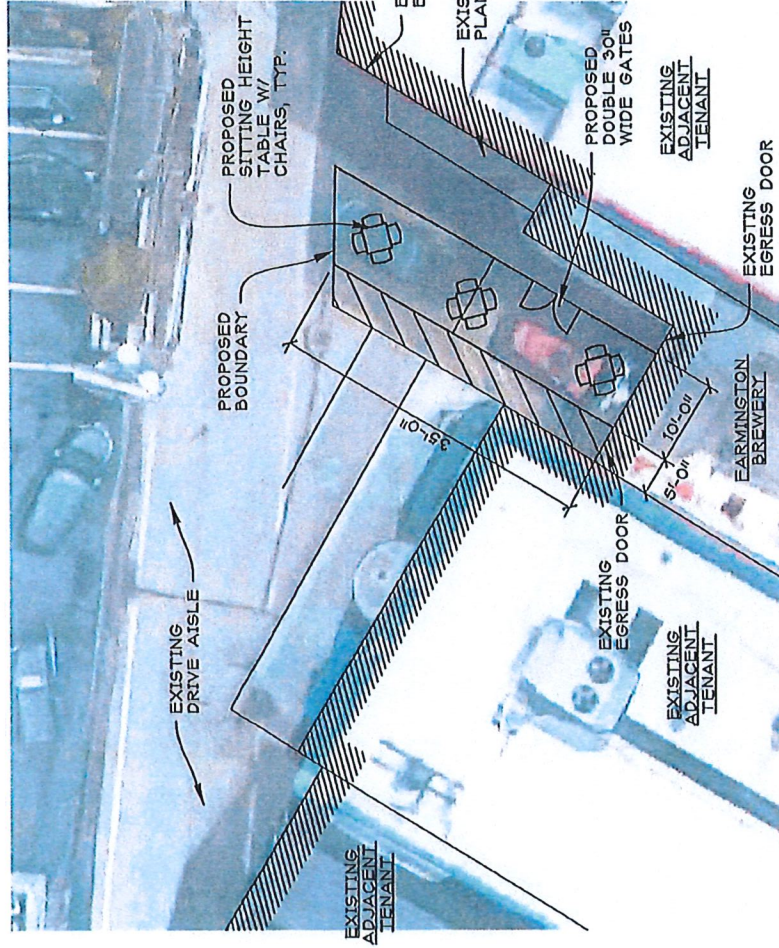 EXIS
PLA
PROPOSED
SITTING HEIGHT
TABLE W/
CHAIRS, TYP.
PROPOSED
BOUNDARY
PROPOSED
DOUBLE 30"
WIDE GATES
EXISTING
ADJACENT
TENANT
EXISTING
DRIVE AISLE
35'-0"
EXISTING
EGRESS DOOR
10'-0"
5'-0"
FARMINGTON
BREWERY
EXISTING
EGRESS DOOR
EXISTING
ADJACENT
TENANT
EXISTING
ADJACENT
TENANT